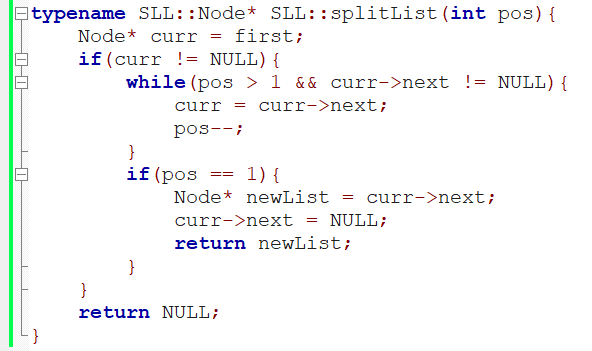 typename SLL::Node* SLL::splitList(int pos){
    Node* curr = first;
    if(curr != NULL){
        while(pos > 1 && curr->next != NULL){
            curr = curr->next;
            pos--;
        }
        if(pos == 1){
            Node* newList = curr->next;
            curr->next = NULL;
            return newList;
        }
    }
    return NULL;
}